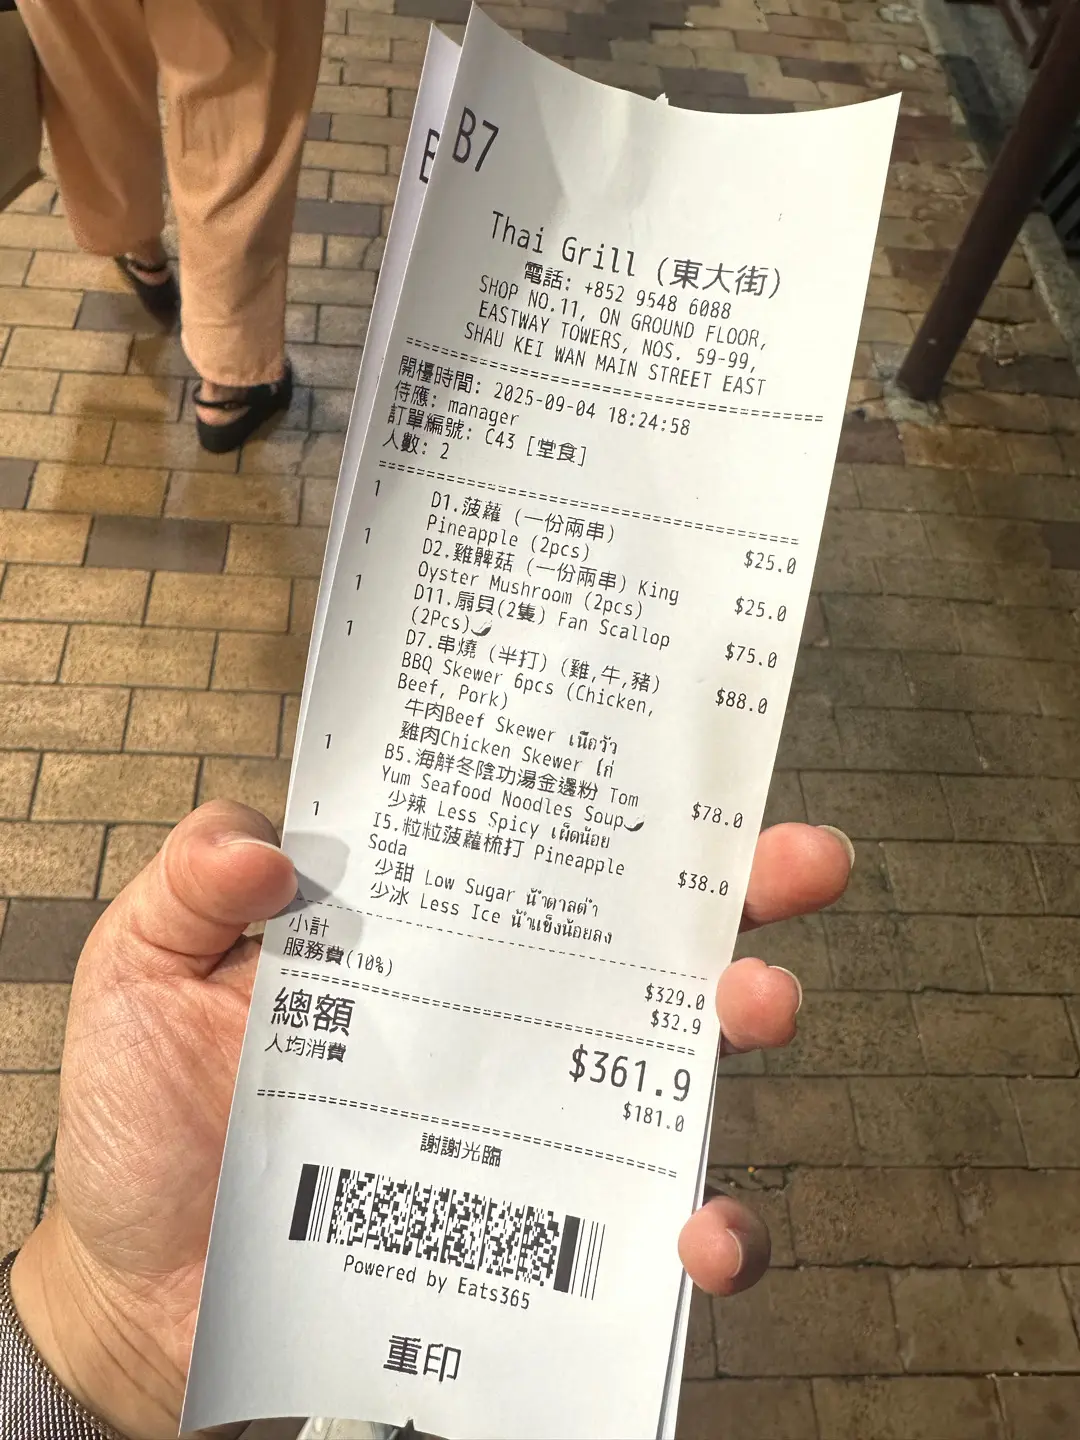 B7
Thai Grill (東大街)
電話: +852 9548 6088
SHOP NO.11, ON GROUND FLOOR,
EASTWAY TOWERS, NOS. 59-99,
SHAU KEI WAN MAIN STREET EAST
開檯時間: 2025-09-04 18:24:58
侍應: manager
訂單編號: C43 [堂食]
人數: 2
1 D1.菠蘿 (一份兩串)
Pineapple (2pcs) $25.0
1 D2.雞髀菇 (一份兩串) King
Oyster Mushroom (2pcs) $25.0
1 D11.扇貝(2隻) Fan Scallop
(2Pcs)🌶 $75.0
1 D7.串燒 (半打) (雞,牛,豬)
BBQ Skewer 6pcs (Chicken,
Beef, Pork) $88.0
牛肉Beef Skewer เนื้อวัว
雞肉Chicken Skewer ไก่
1 B5.海鮮冬陰功湯金邊粉 Tom
Yum Seafood Noodles Soup🌶 $78.0
少辣 Less Spicy เผ็ดน้อย
1 I5.粒粒菠蘿梳打 Pineapple
Soda $38.0
少甜 Low Sugar น้ำตาลต่ำ
少冰 Less Ice น้ำแข็งน้อยลง
小計 $329.0
服務費(10%) $32.9
總額 $361.9
人均消費 $181.0
謝謝光臨
Powered by Eats365
重印